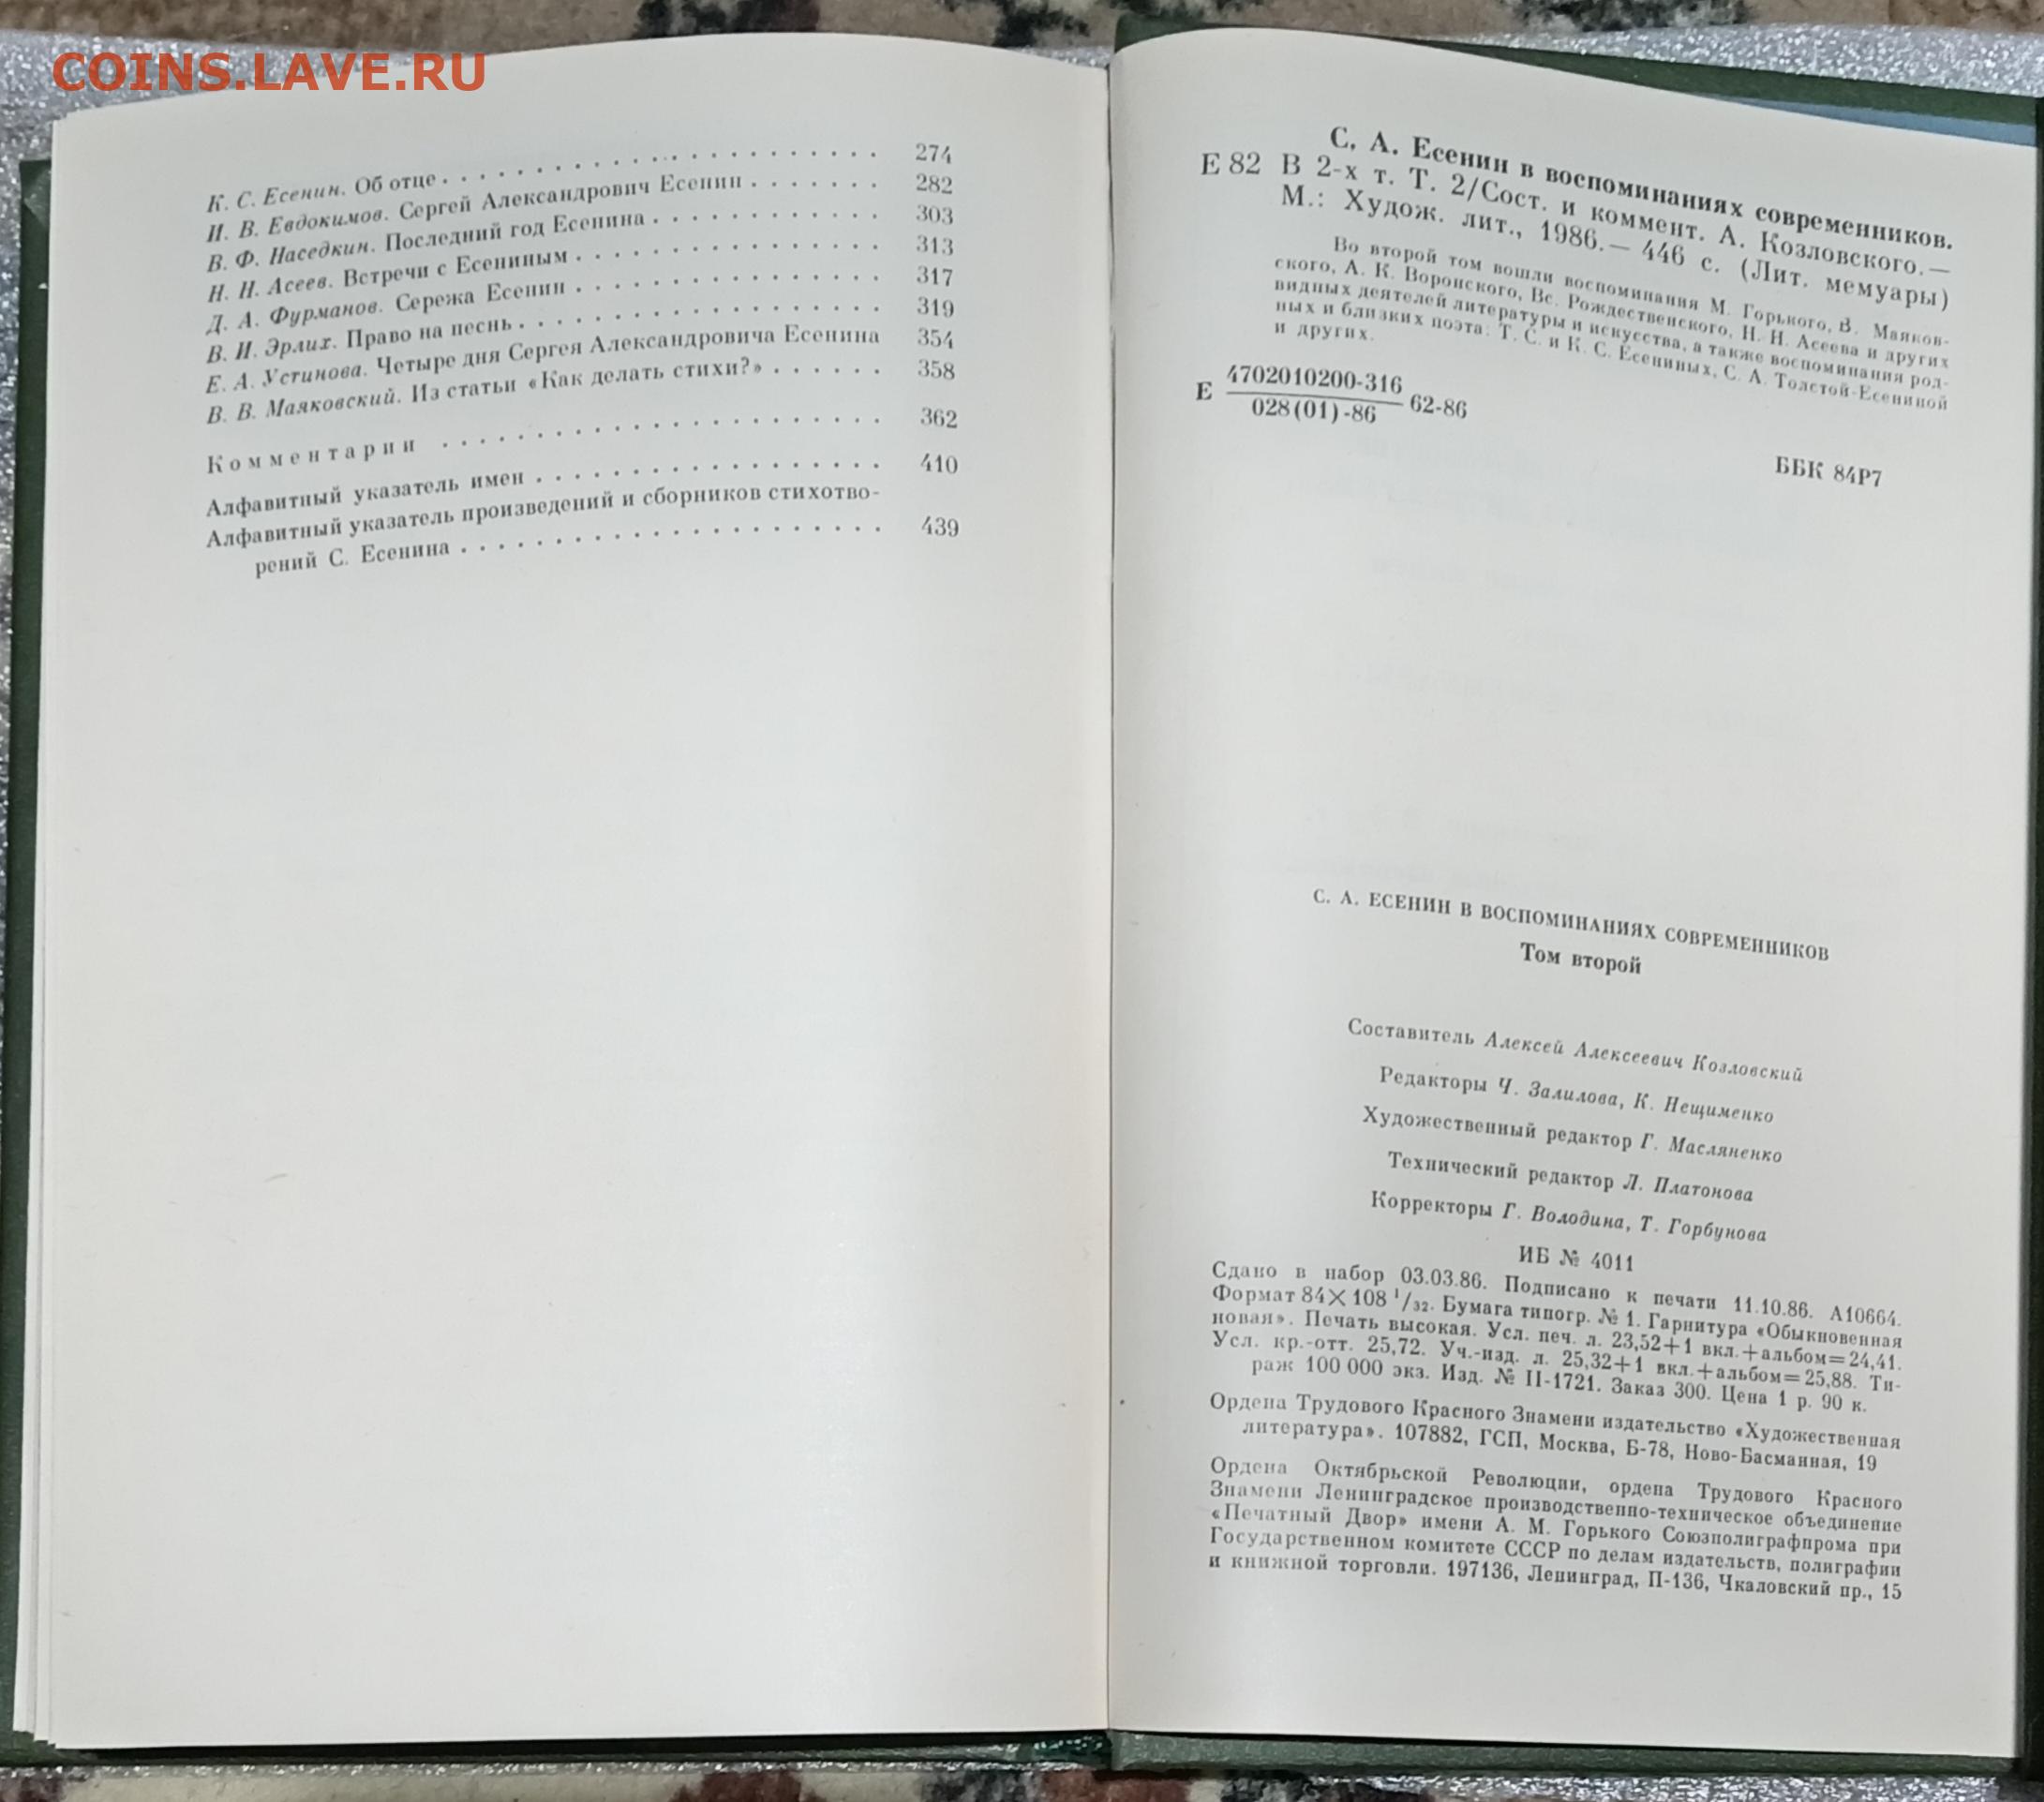 COINS.LAVE.RU
К. С. Есенин. Об отце . . . . . . . . . . . . . . . . . . . . . . . 274
И. В. Евдокимов. Сергей Александрович Есенин . . . . . . . 282
В. Ф. Наседкин. Последний год Есенина . . . . . . . . . . . . 303
Н. Н. Асеев. Встречи с Есениным . . . . . . . . . . . . . . . . 313
Д. А. Фурманов. Сережа Есенин . . . . . . . . . . . . . . . . 317
В. И. Эрлих. Право на песнь . . . . . . . . . . . . . . . . . . . 319
Е. А. Устинова. Четыре дня Сергея Александровича Есенина 354
В. В. Маяковский. Из статьи «Как делать стихи?» . . . . . . 358
Комментарии . . . . . . . . . . . . . . . . . . . . . . . 362
Алфавитный указатель имен . . . . . . . . . . . . . . . . . . 410
Алфавитный указатель произведений и сборников стихотво-
рений С. Есенина . . . . . . . . . . . . . . . . . . . . . . 439
С. А. Есенин в воспоминаниях современников.
Е 82 В 2-х т. Т. 2/Сост. и коммент. А. Козловского.—
М.: Худож. лит., 1986.— 446 с. (Лит. мемуары)
Во второй том вошли воспоминания М. Горького, В. Маяков-
ского, А. К. Воронского, Вс. Рождественского, Н. Н. Асеева и других
видных деятелей литературы и искусства, а также воспоминания род-
ных и близких поэта: Т. С. и К. С. Есениных, С. А. Толстой-Есениной
и других.
Е 4702010200-316
028(01)-86 62-86
ББК 84Р7
С. А. ЕСЕНИН В ВОСПОМИНАНИЯХ СОВРЕМЕННИКОВ
Том второй
Составитель Алексей Алексеевич Козловский
Редакторы Ч. Залилова, К. Нещименко
Художественный редактор Г. Масляненко
Технический редактор Л. Платонова
Корректоры Г. Володина, Т. Горбунова
ИБ № 4011
Сдано в набор 03.03.86. Подписано к печати 11.10.86. А10664.
Формат 84×108 1/32. Бумага типогр. № 1. Гарнитура «Обыкновенная
новая». Печать высокая. Усл. печ. л. 23,52+1 вкл.+альбом=24,41.
Усл. кр.-отт. 25,72. Уч.-изд. л. 25,32+1 вкл.+альбом=25,88. Ти-
раж 100 000 экз. Изд. № II-1721. Заказ 300. Цена 1 р. 90 к.
Ордена Трудового Красного Знамени издательство «Художественная
литература». 107882, ГСП, Москва, Б-78, Ново-Басманная, 19
Ордена Октябрьской Революции, ордена Трудового Красного
Знамени Ленинградское производственно-техническое объединение
«Печатный Двор» имени А. М. Горького Союзполиграфпрома при
Государственном комитете СССР по делам издательств, полиграфии
и книжной торговли. 197136, Ленинград, П-136, Чкаловский пр., 15